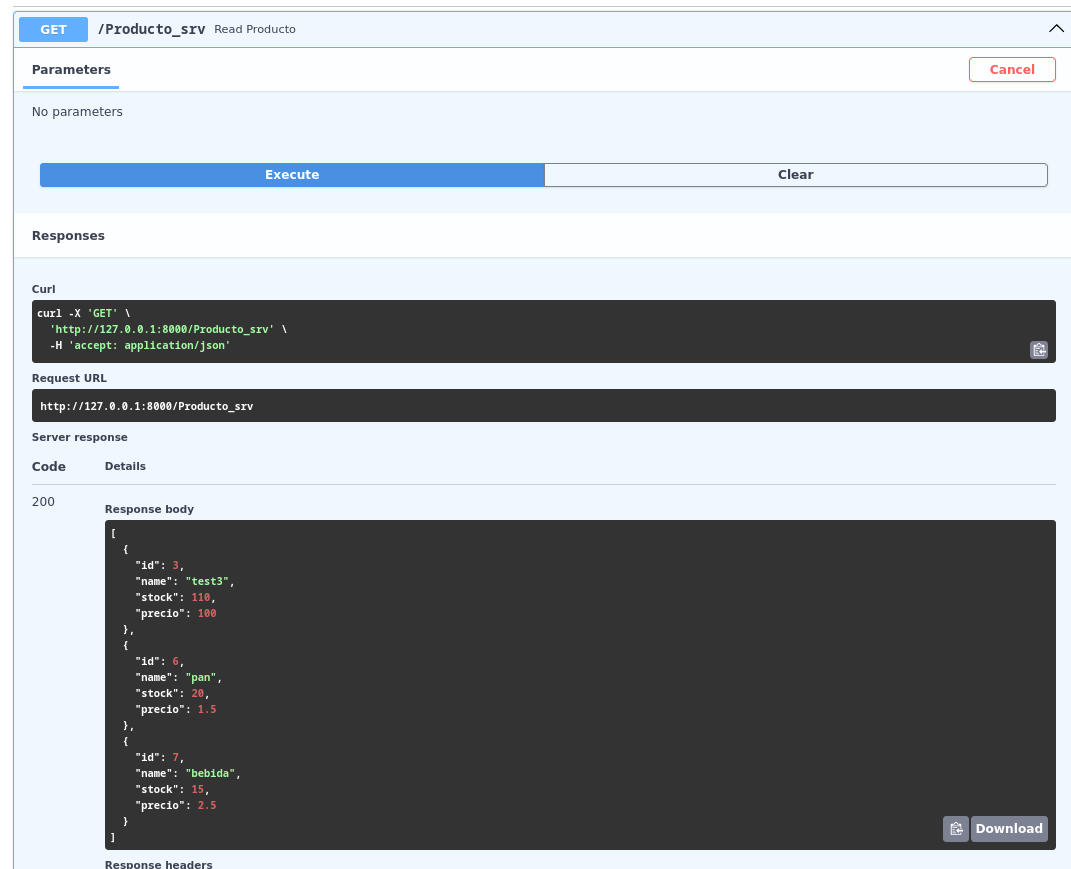 GET /Producto_srv Read Producto
Parameters Cancel
No parameters
Execute Clear
Responses
Curl
curl -X 'GET' \
  'http://127.0.0.1:8000/Producto_srv' \
  -H 'accept: application/json'
Request URL
http://127.0.0.1:8000/Producto_srv
Server response
Code Details
200
Response body
[
  {
    "id": 3,
    "name": "test3",
    "stock": 110,
    "precio": 100
  },
  {
    "id": 6,
    "name": "pan",
    "stock": 20,
    "precio": 1.5
  },
  {
    "id": 7,
    "name": "bebida",
    "stock": 15,
    "precio": 2.5
  }
]
Download
Response headers